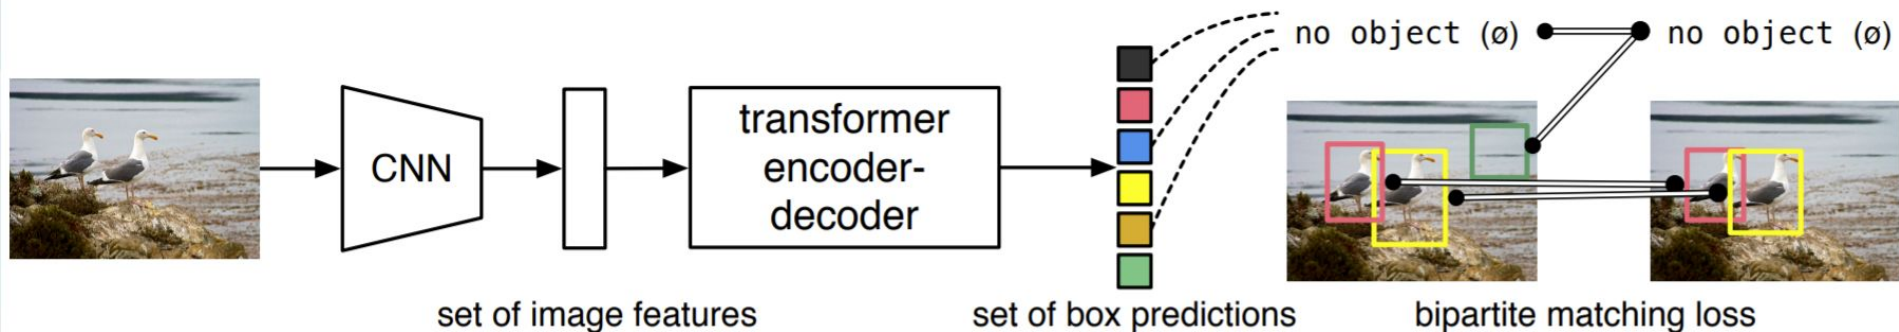 no object (ø)
no object (ø)
CNN
transformer
encoder-
decoder
set of image features
set of box predictions
bipartite matching loss